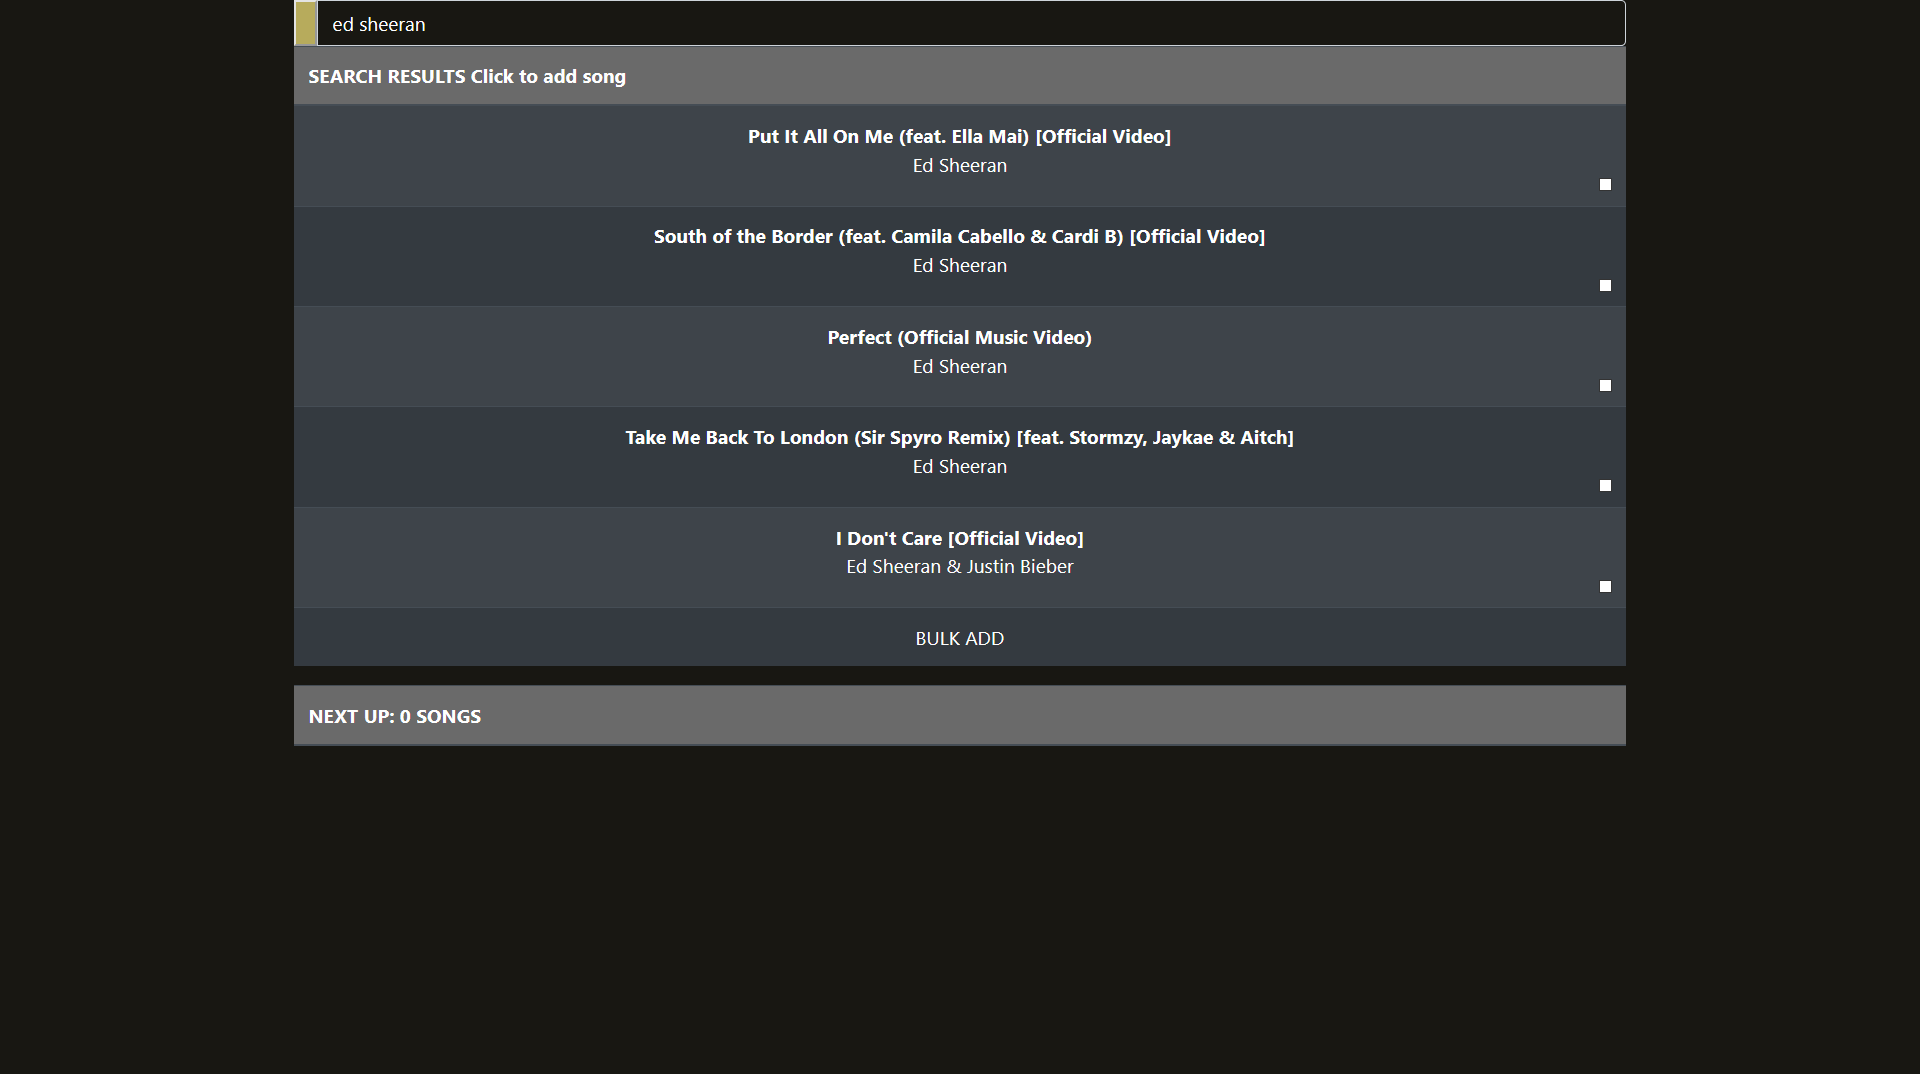 ed sheeran
SEARCH RESULTS Click to add song
Put It All On Me (feat. Ella Mai) [Official Video]
Ed Sheeran
South of the Border (feat. Camila Cabello & Cardi B) [Official Video]
Ed Sheeran
Perfect (Official Music Video)
Ed Sheeran
Take Me Back To London (Sir Spyro Remix) [feat. Stormzy, Jaykae & Aitch]
Ed Sheeran
I Don't Care [Official Video]
Ed Sheeran & Justin Bieber
BULK ADD
NEXT UP: 0 SONGS